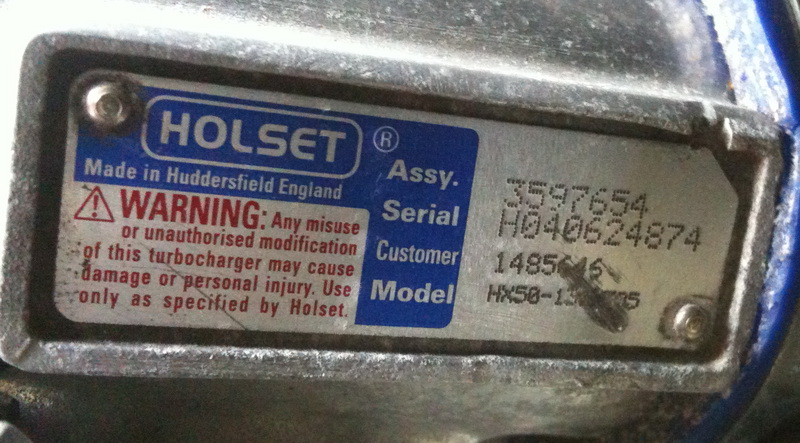 HOLSET ®
Made in Huddersfield England
WARNING: Any misuse
or unauthorised modification
of this turbocharger may cause
damage or personal injury. Use
only as specified by Holset.
Assy. 3597654
Serial H040624874
Customer
Model